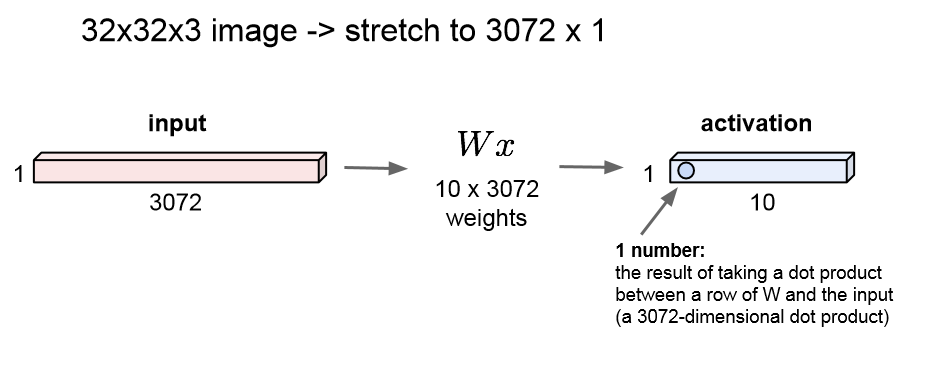 32x32x3 image -> stretch to 3072 x 1
input
1
3072
Wx
10 x 3072
weights
activation
1
10
1 number:
the result of taking a dot product
between a row of W and the input
(a 3072-dimensional dot product)